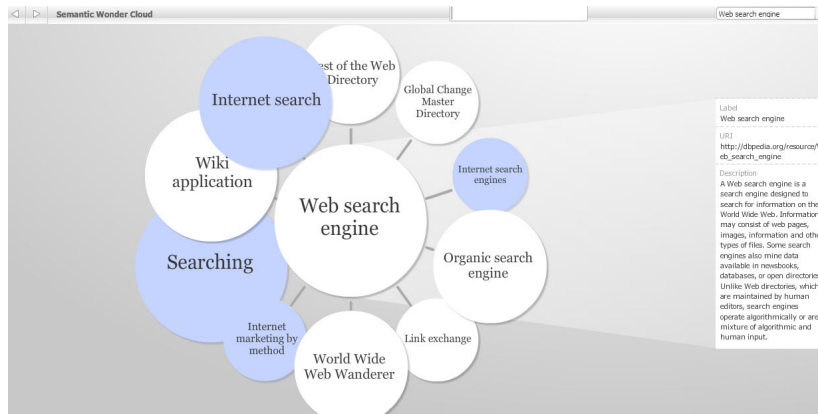 Semantic Wonder Cloud
Web search engine
est of the Web
Directory
Internet search
Global Change
Master
Directory
Wiki
application
Internet search
engines
Web search
engine
Searching
Organic search
engine
Internet
marketing by
method
Link exchange
World Wide
Web Wanderer
Label
Web search engine
URI
http://dbpedia.org/resource/
eb_search_engine
Description
A Web search engine is a
search engine designed to
search for information on the
World Wide Web. Information
may consist of web pages,
images, information and othe
types of files. Some search
engines also mine data
available in newsbooks,
databases, or open directories
Unlike Web directories, which
are maintained by human
editors, search engines
operate algorithmically or are
mixture of algorithmic and
human input.